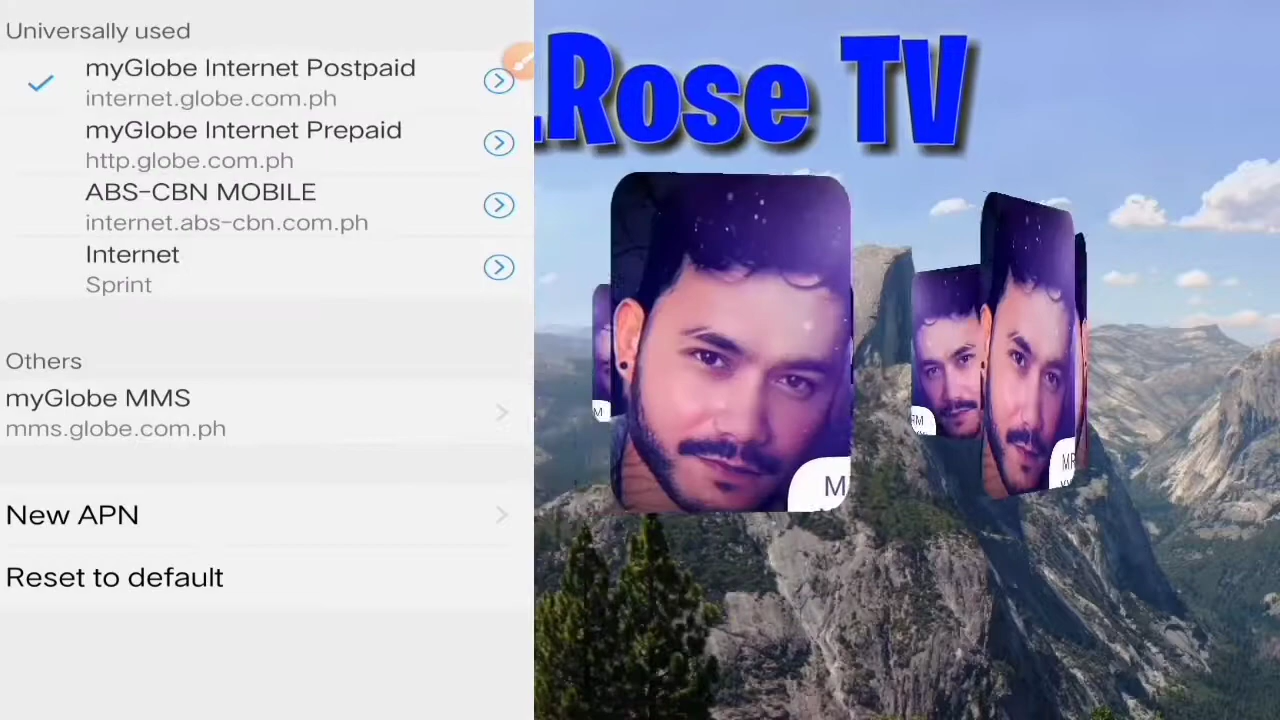 Universally used
myGlobe Internet Postpaid
internet.globe.com.ph
myGlobe Internet Prepaid
http.globe.com.ph
ABS-CBN MOBILE
internet.abs-cbn.com.ph
Internet
Sprint
Others
myGlobe MMS
mms.globe.com.ph
New APN
Reset to default
.Rose TV
M
M
MR